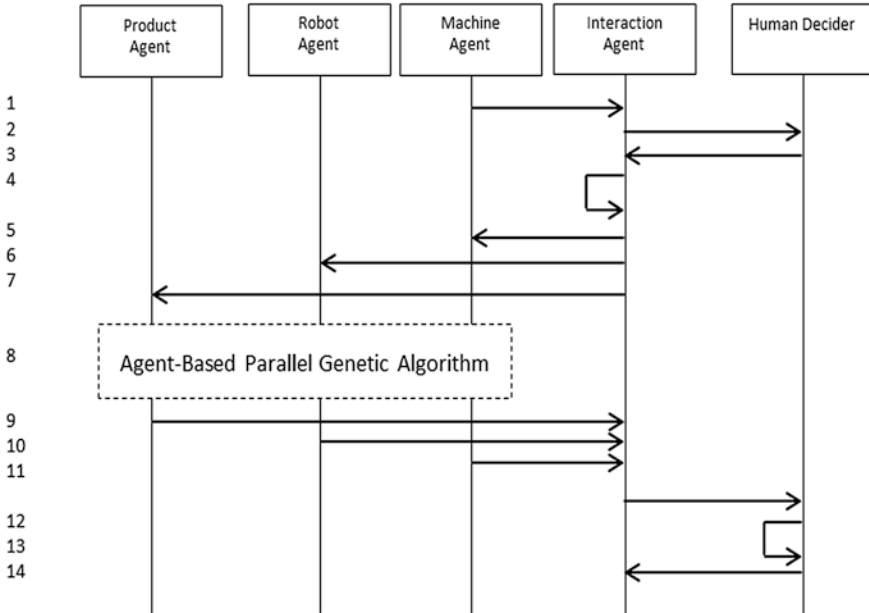 Product
Agent
Robot
Agent
Machine
Agent
Interaction
Agent
Human Decider
1
2
3
4
5
6
7
8
Agent-Based Parallel Genetic Algorithm
9
10
11
12
13
14